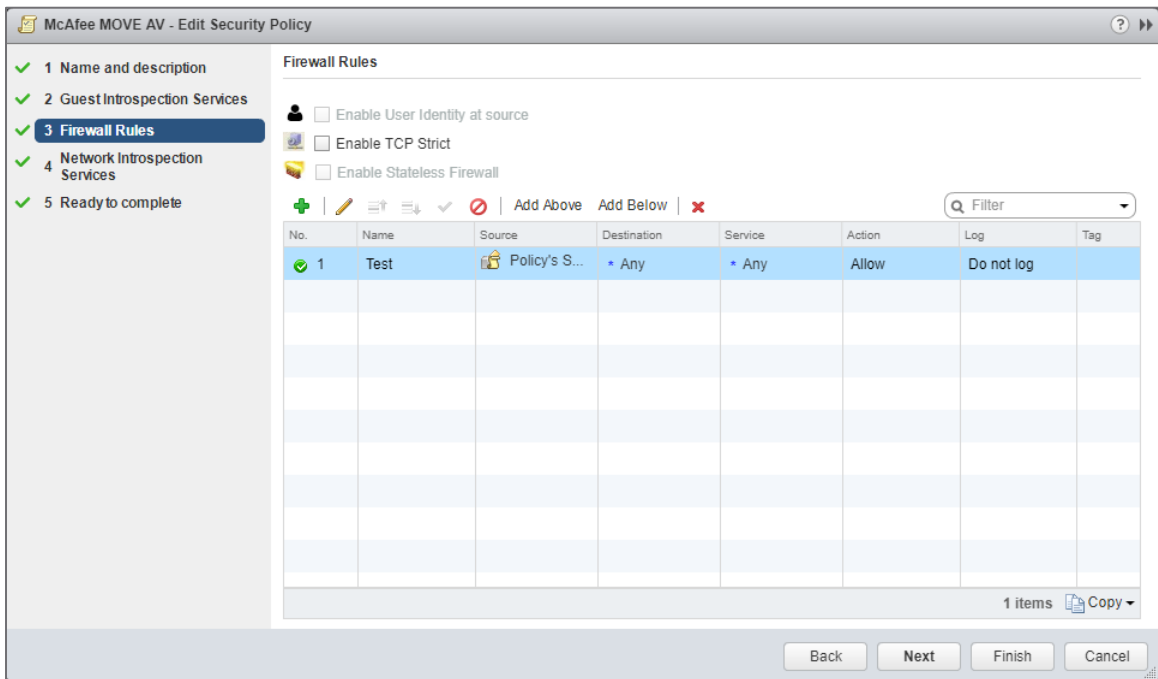 McAfee MOVE AV - Edit Security Policy
?
1 Name and description
2 Guest Introspection Services
3 Firewall Rules
4 Network Introspection
Services
5 Ready to complete
Firewall Rules
Enable User Identity at source
Enable TCP Strict
Enable Stateless Firewall
Add Above Add Below Filter
No. Name Source Destination Service Action Log Tag
1 Test Policy's S... * Any * Any Allow Do not log
1 items Copy
Back Next Finish Cancel